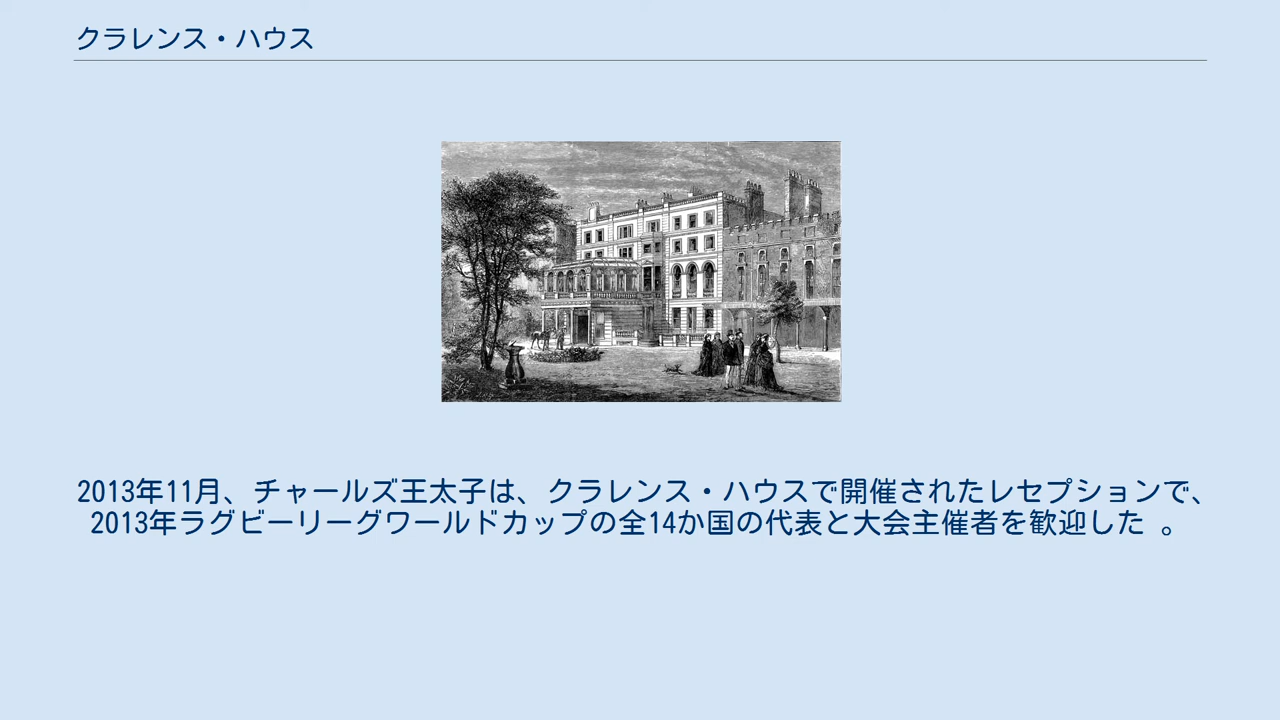 クラレンス・ハウス
2013年11月、チャールズ王太子は、クラレンス・ハウスで開催されたレセプションで、
2013年ラグビーリーグワールドカップの全14か国の代表と大会主催者を歓迎した 。